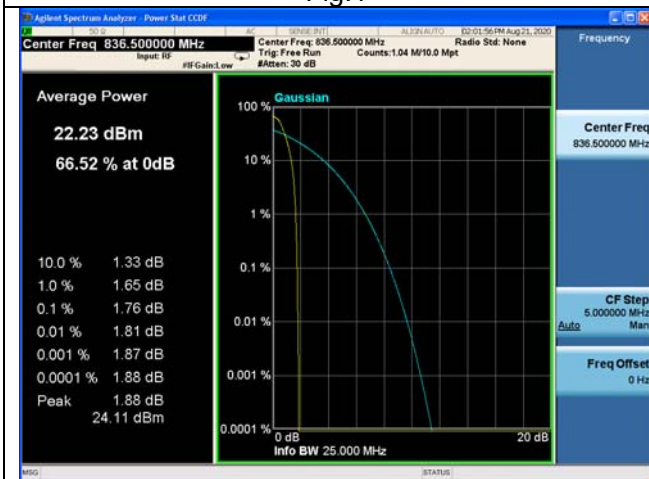 Agilent Spectrum Analyzer - Power Stat CCDF
50 Ω AC SENSE:INT ALIGN AUTO 02:01:56 PM Aug 21, 2020
Center Freq 836.500000 MHz
Input: RF
#IFGain:Low
Center Freq: 836.500000 MHz
Radio Std: None
Trig: Free Run
Counts:1.04 M/10.0 Mpt
#Atten: 30 dB
Frequency
Average Power
22.23 dBm
66.52 % at 0dB
10.0 % 1.33 dB
1.0 % 1.65 dB
0.1 % 1.76 dB
0.01 % 1.81 dB
0.001 % 1.87 dB
0.0001 % 1.88 dB
Peak 1.88 dB
24.11 dBm
Gaussian
100 %
10 %
1 %
0.1 %
0.01 %
0.001 %
0.0001 %
0 dB
20 dB
Info BW 25.000 MHz
Center Freq
836.500000 MHz
CF Step
5.000000 MHz
Auto Man
Freq Offset
0 Hz
MSG
STATUS